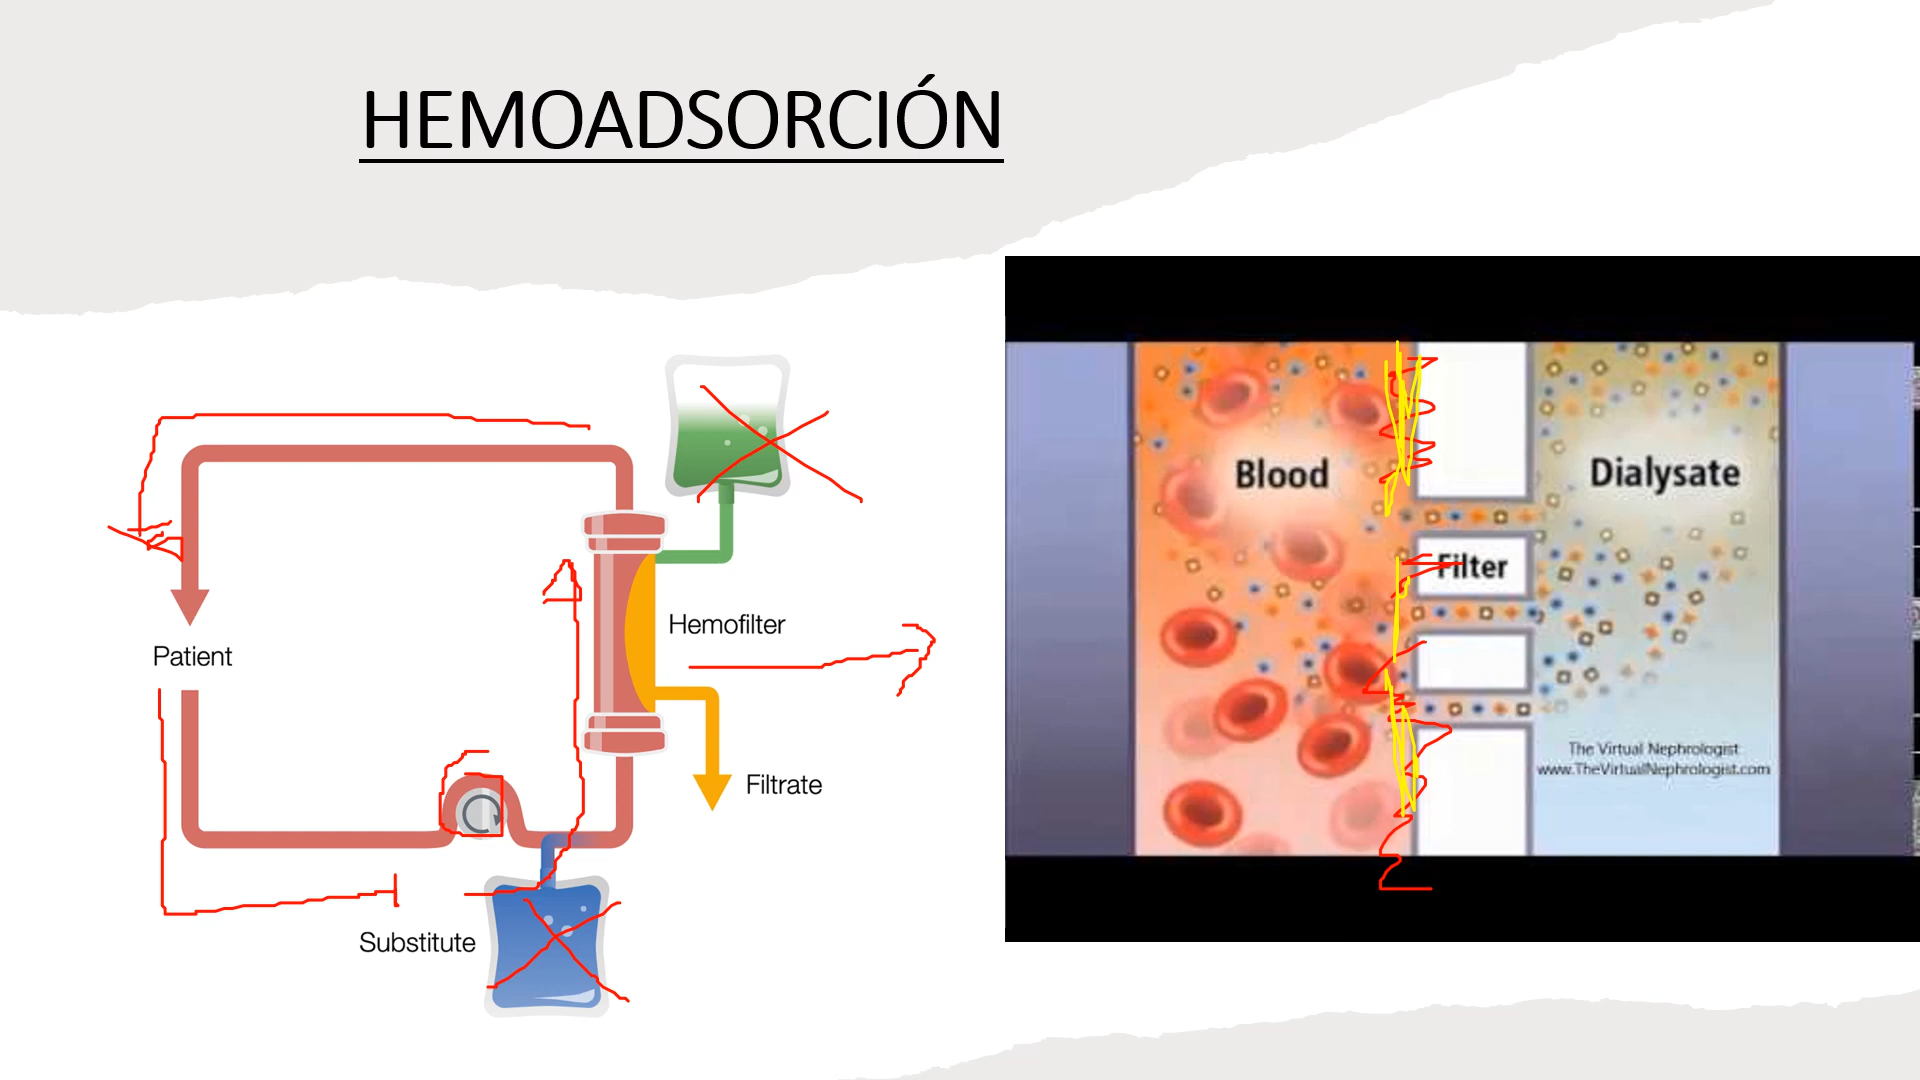 HEMOADSORCIÓN
Hemofilter
Patient
Filtrate
Substitute
Blood
Dialysate
Filter
The Virtual Nephrologist
www.TheVirtualNephrologist.com